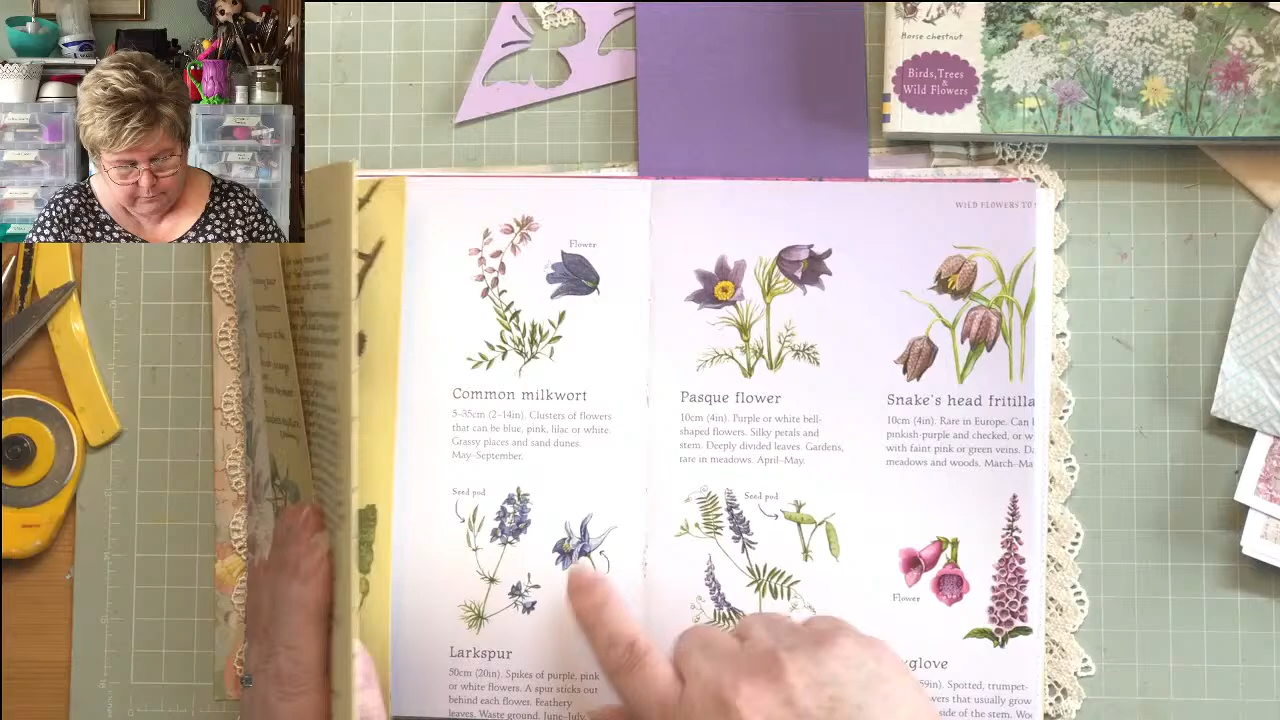 Horse chestnut
Birds, Trees
&
Wild Flowers
WILD FLOWERS TO
Flower
Common milkwort
5–35cm (2–14in). Clusters of flowers
that can be blue, pink, lilac or white.
Grassy places and sand dunes.
May–September.
Pasque flower
10cm (4in). Purple or white bell-
shaped flowers. Silky petals and
stem. Deeply divided leaves. Gardens,
rare in meadows. April–May.
Snake's head fritilla
10cm (4in). Rare in Europe. Can
pinkish-purple and checked, or w
with faint pink or green veins. Da
meadows and woods. March–Ma
Seed pod
Larkspur
50cm (20in). Spikes of purple, pink
or white flowers. A spur sticks out
behind each flower. Feathery
leaves. Waste ground. June–July
Seed pod
Flower
glove
59in). Spotted, trumpet-
wers that usually grow
side of the stem. Wo